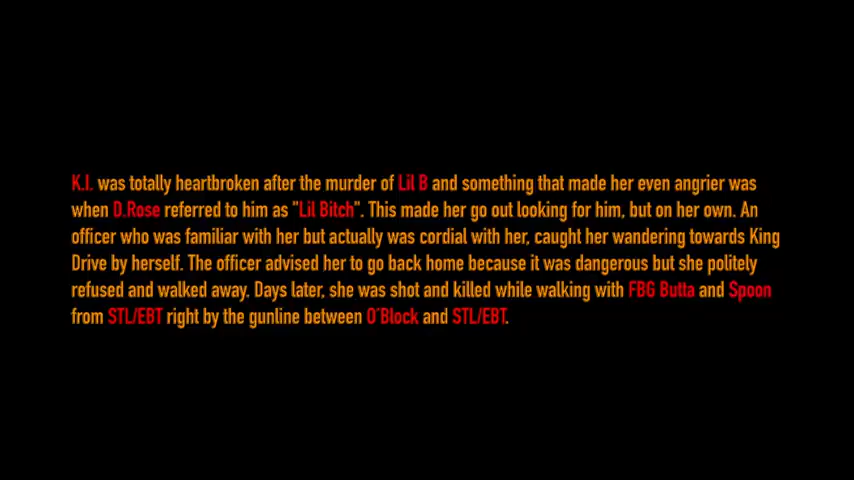 K.I. was totally heartbroken after the murder of Lil B and something that made her even angrier was
when D.Rose referred to him as "Lil Bitch". This made her go out looking for him, but on her own. An
officer who was familiar with her but actually was cordial with her, caught her wandering towards King
Drive by herself. The officer advised her to go back home because it was dangerous but she politely
refused and walked away. Days later, she was shot and killed while walking with FBG Butta and Spoon
from STL/EBT right by the gunline between O'Block and STL/EBT.